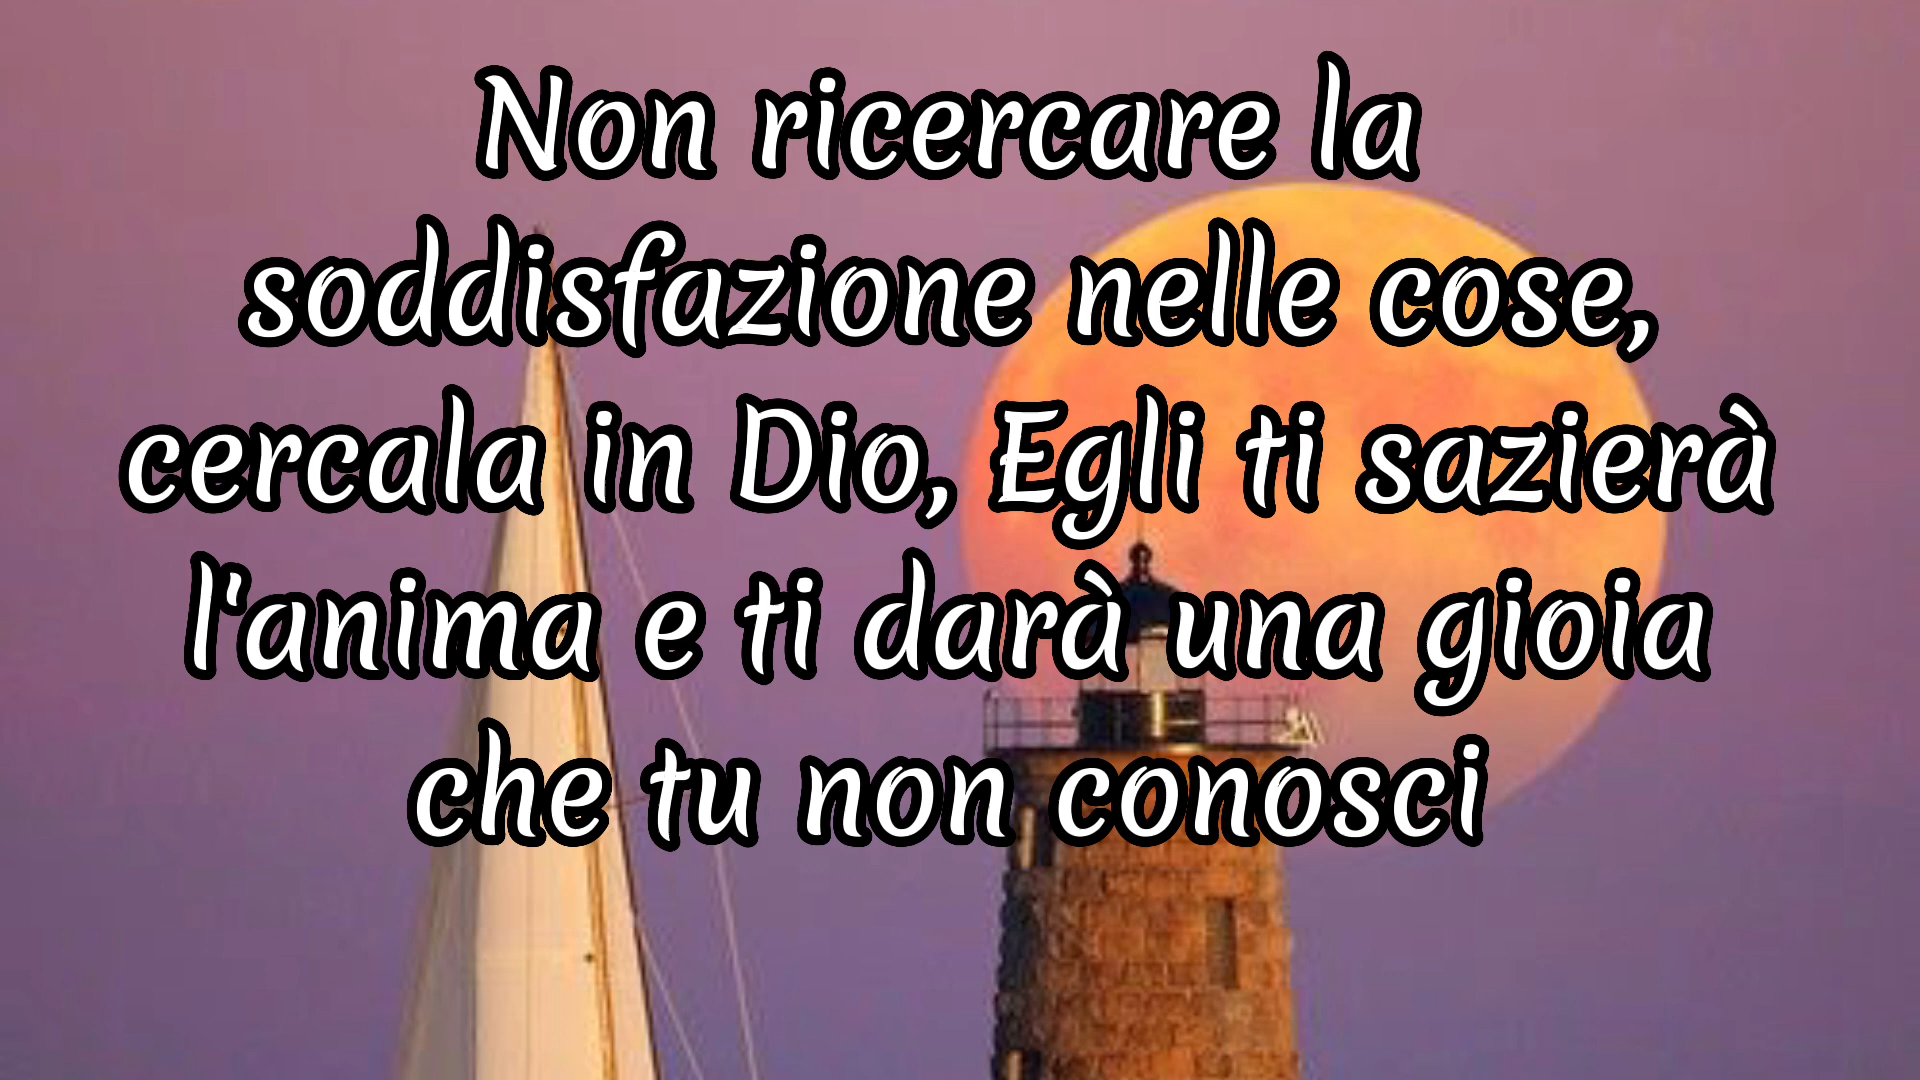 Non ricercare la
soddisfazione nelle cose,
cercala in Dio, Egli ti sazierà
l'anima e ti darà una gioia
che tu non conosci